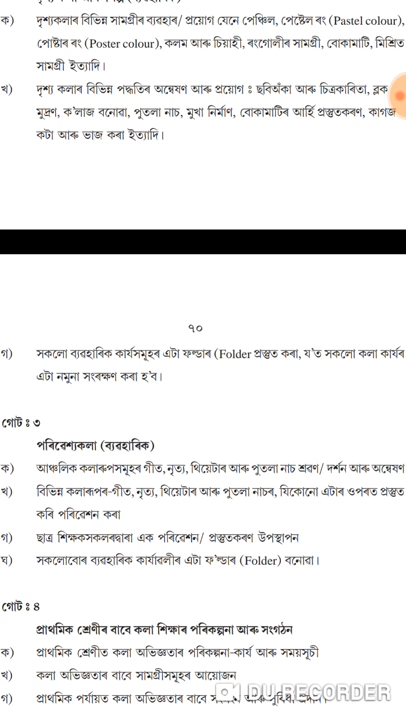 ক) দৃশ্যকলাৰ বিভিন্ন সামগ্ৰীৰ ব্যৱহাৰ/ প্ৰয়োগ যেনে পেঞ্চিল, পেষ্টেল ৰং (Pastel colour),
পোষ্টাৰ ৰং (Poster colour), কলম আৰু চিয়াহী, ৰংগোলীৰ সামগ্ৰী, বোকামাটি, মিশ্ৰিত
সামগ্ৰী ইত্যাদি।
খ) দৃশ্য কলাৰ বিভিন্ন পদ্ধতিৰ অন্বেষণ আৰু প্ৰয়োগ : ছবিঅঁকা আৰু চিত্ৰকাৰিতা, ব্লক
মুদ্ৰণ, ক'লাজ বনোৱা, পুতলা নাচ, মুখা নিৰ্মাণ, বোকামাটিৰ আৰ্হি প্ৰস্তুতকৰণ, কাগজ
কটা আৰু ভাজ কৰা ইত্যাদি।
৭০
গ) সকলো ব্যৱহাৰিক কাৰ্যসমূহৰ এটা ফল্ডাৰ (Folder প্ৰস্তুত কৰা, য'ত সকলো কলা কাৰ্যৰ
এটা নমুনা সংৰক্ষণ কৰা হ'ব।
গোট : ৩
পৰিৱেশ্যকলা (ব্যৱহাৰিক)
ক) আঞ্চলিক কলাৰুপসমূহৰ গীত, নৃত্য, থিয়েটাৰ আৰু পুতলা নাচ শ্ৰৱণ/ দৰ্শন আৰু অন্বেষণ
খ) বিভিন্ন কলাৰূপৰ-গীত, নৃত্য, থিয়েটাৰ আৰু পুতলা নাচৰ, যিকোনো এটাৰ ওপৰত প্ৰস্তুত
কৰি পৰিৱেশন কৰা
গ) ছাত্ৰ শিক্ষকসকলৰদ্বাৰা এক পৰিৱেশন/ প্ৰস্তুতকৰণ উপস্থাপন
ঘ) সকলোবোৰ ব্যৱহাৰিক কাৰ্যাৱলীৰ এটা ফ'ল্ডাৰ (Folder) বনোৱা।
গোট : ৪
প্ৰাথমিক শ্ৰেণীৰ বাবে কলা শিক্ষাৰ পৰিকল্পনা আৰু সংগঠন
ক) প্ৰাথমিক শ্ৰেণীত কলা অভিজ্ঞতাৰ পৰিকল্পনা-কাৰ্য আৰু সময়সূচী
খ) কলা অভিজ্ঞতাৰ বাবে সামগ্ৰীসমূহৰ আয়োজন
গ) প্ৰাথমিক পৰ্যায়ত কলা অভিজ্ঞতাৰ বাবে আৰু সুবিধা
DU RECORDER